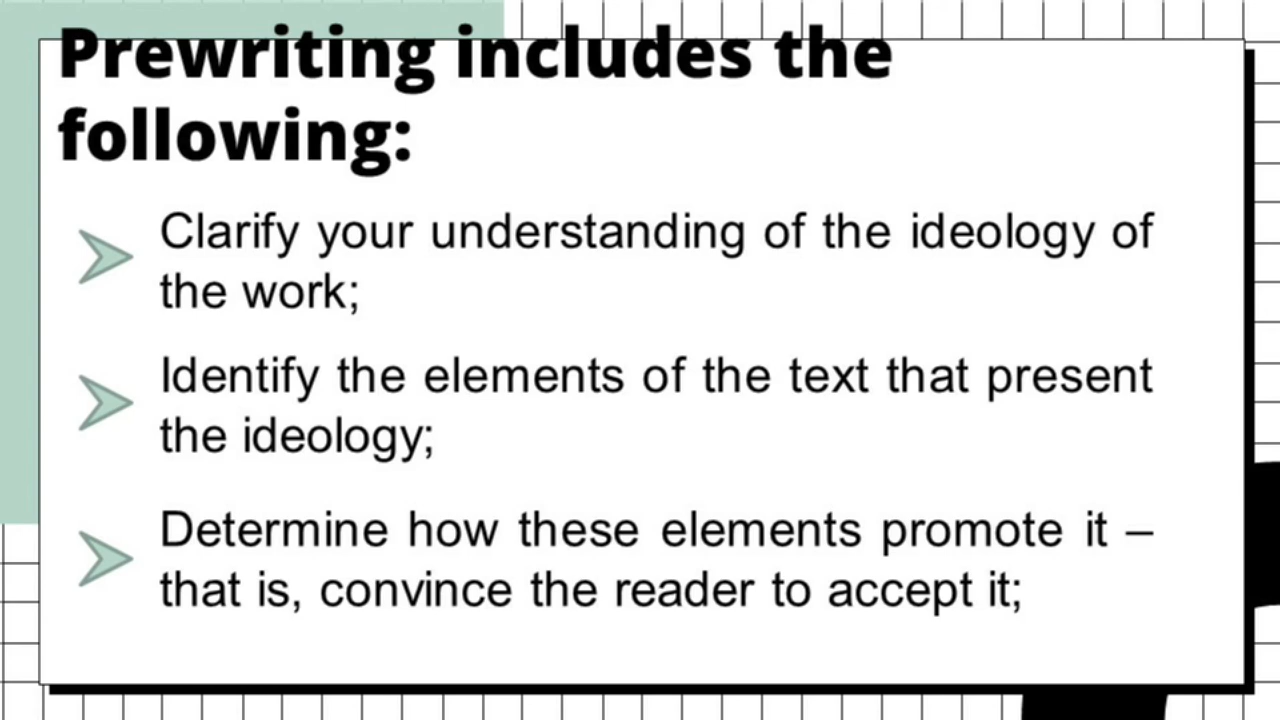 Prewriting includes the
following:
Clarify your understanding of the ideology of
the work;
Identify the elements of the text that present
the ideology;
Determine how these elements promote it –
that is, convince the reader to accept it;